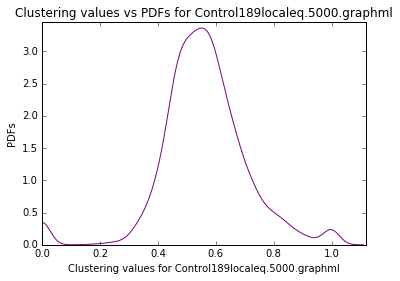 Clustering values vs PDFs for Control189localeq.5000.graphml
3.0
2.5
2.0
1.5
1.0
0.5
0.0
PDFs
0.0 0.2 0.4 0.6 0.8 1.0
Clustering values for Control189localeq.5000.graphml